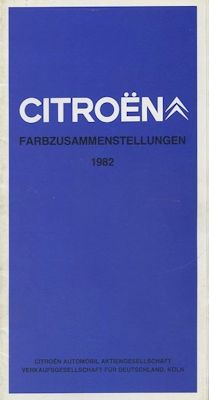 CITROËN
FARBZUSAMMENSTELLUNGEN
1982
CITROËN AUTOMOBIL AKTIENGESELLSCHAFT
VERKAUFSGESELLSCHAFT FÜR DEUTSCHLAND, KÖLN